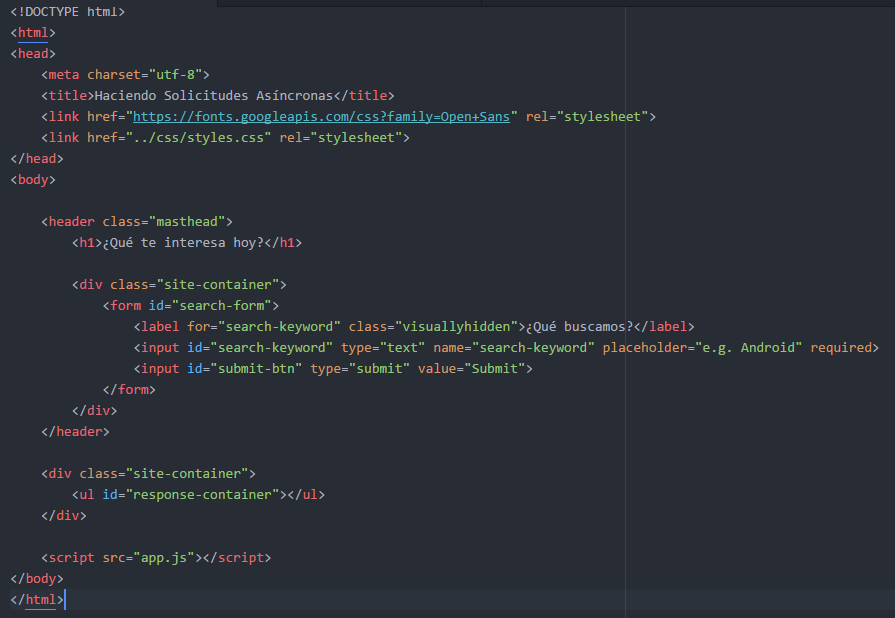 <!DOCTYPE html>
<html>
<head>
    <meta charset="utf-8">
    <title>Haciendo Solicitudes Asíncronas</title>
    <link href="https://fonts.googleapis.com/css?family=Open+Sans" rel="stylesheet">
    <link href="../css/styles.css" rel="stylesheet">
</head>
<body>

    <header class="masthead">
        <h1>¿Qué te interesa hoy?</h1>

        <div class="site-container">
            <form id="search-form">
                <label for="search-keyword" class="visuallyhidden">¿Qué buscamos?</label>
                <input id="search-keyword" type="text" name="search-keyword" placeholder="e.g. Android" required>
                <input id="submit-btn" type="submit" value="Submit">
            </form>
        </div>
    </header>

    <div class="site-container">
        <ul id="response-container"></ul>
    </div>

    <script src="app.js"></script>
</body>
</html>